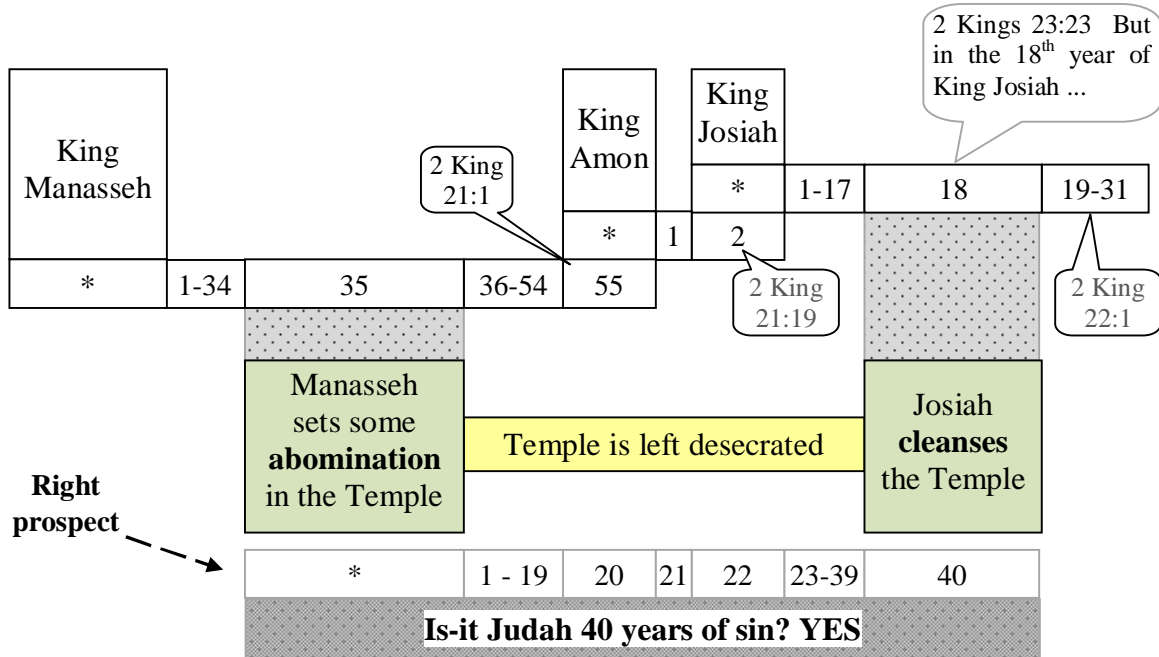 2 Kings 23:23 But
in the 18th year of
King Josiah ...
King
Manasseh
King
Amon
King
Josiah
2 King
21:1
* 1-17 18 19-31
* 1 2
* 1-34 35 36-54 55
2 King
21:19
2 King
22:1
Manasseh
sets some
abomination
in the Temple
Temple is left desecrated
Josiah
cleanses
the Temple
Right
prospect
* 1 - 19 20 21 22 23-39 40
Is-it Judah 40 years of sin? YES